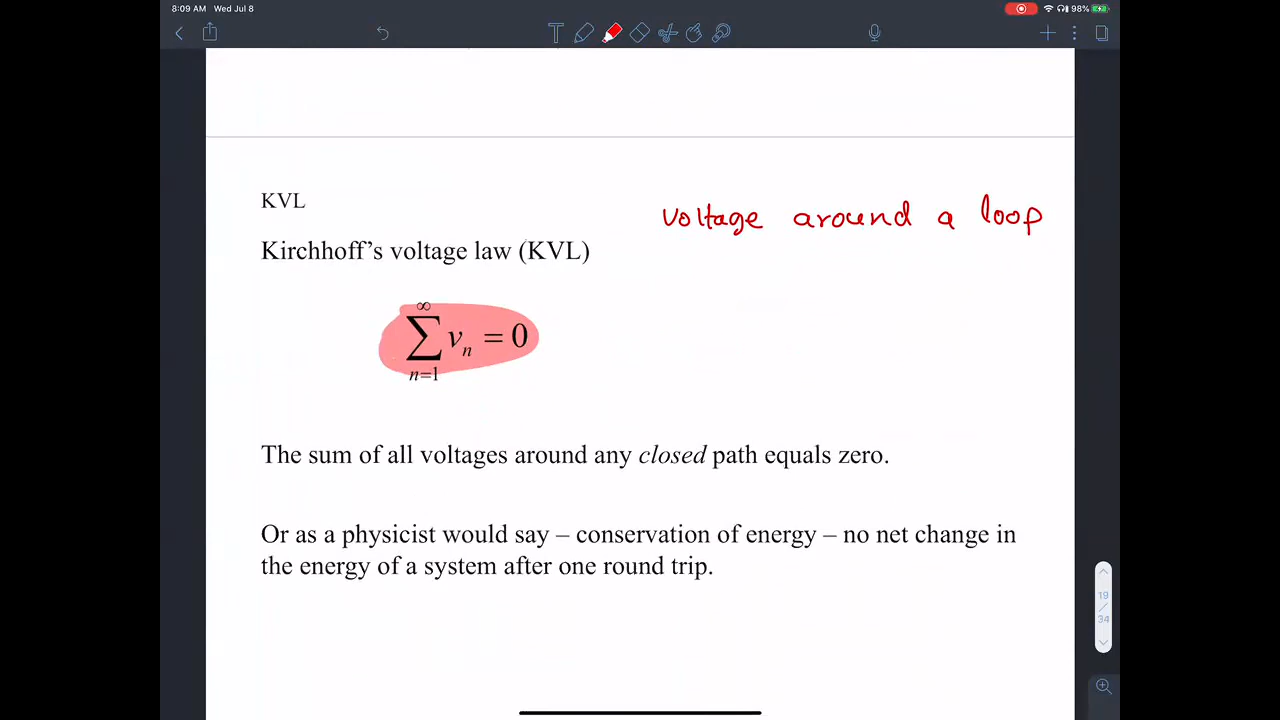 8:09 AM Wed Jul 8
98%
KVL
voltage around a loop
Kirchhoff’s voltage law (KVL)
∞
∑ vn = 0
n=1
The sum of all voltages around any closed path equals zero.
Or as a physicist would say – conservation of energy – no net change in
the energy of a system after one round trip.
19
/
34